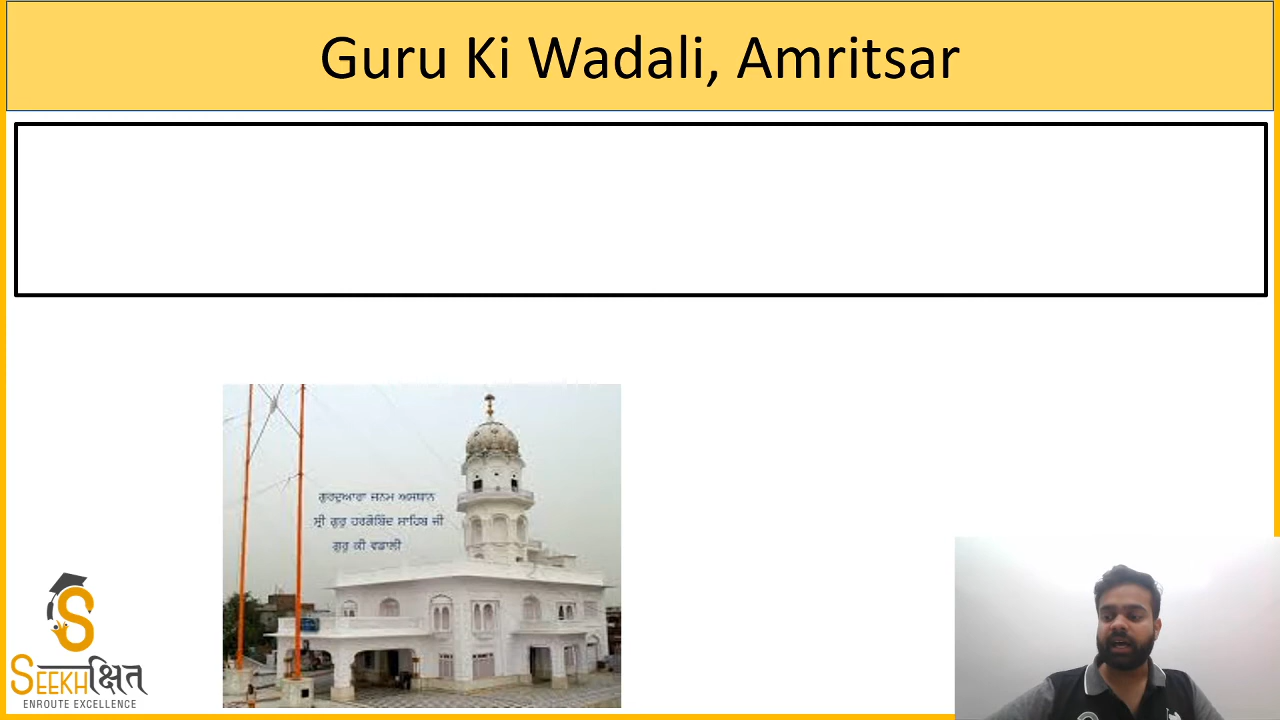 Guru Ki Wadali, Amritsar
ਗੁਰਦੁਆਰਾ ਜਨਮ ਅਸਥਾਨ
ਸ੍ਰੀ ਗੁਰੂ ਹਰਗੋਬਿੰਦ ਸਾਹਿਬ ਜੀ
ਗੁਰੂ ਕੀ ਵਡਾਲੀ
SEEKHक्षित
ENROUTE EXCELLENCE